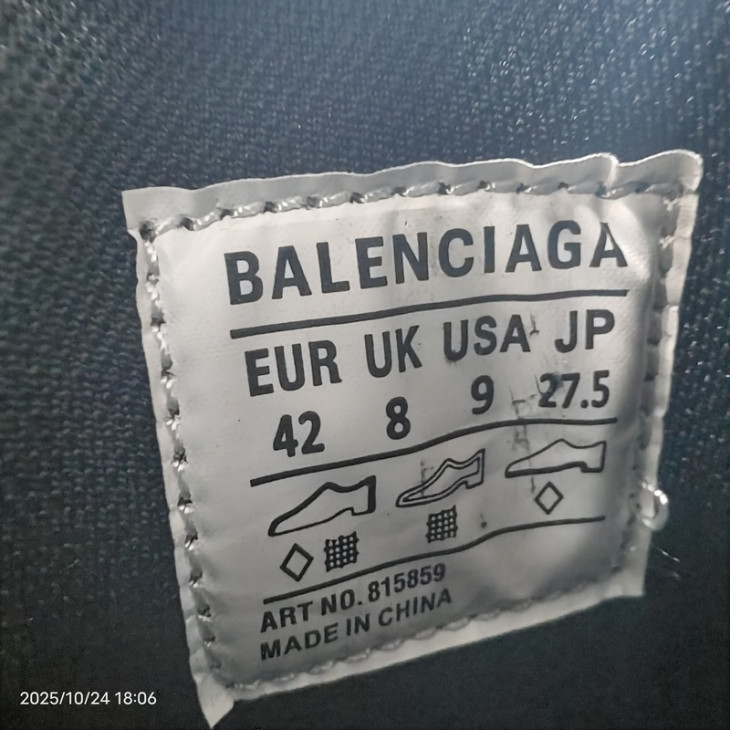 BALENCIAGA
EUR UK USA JP
42 8 9 27.5
ART NO. 815859
MADE IN CHINA
2025/10/24 18:06